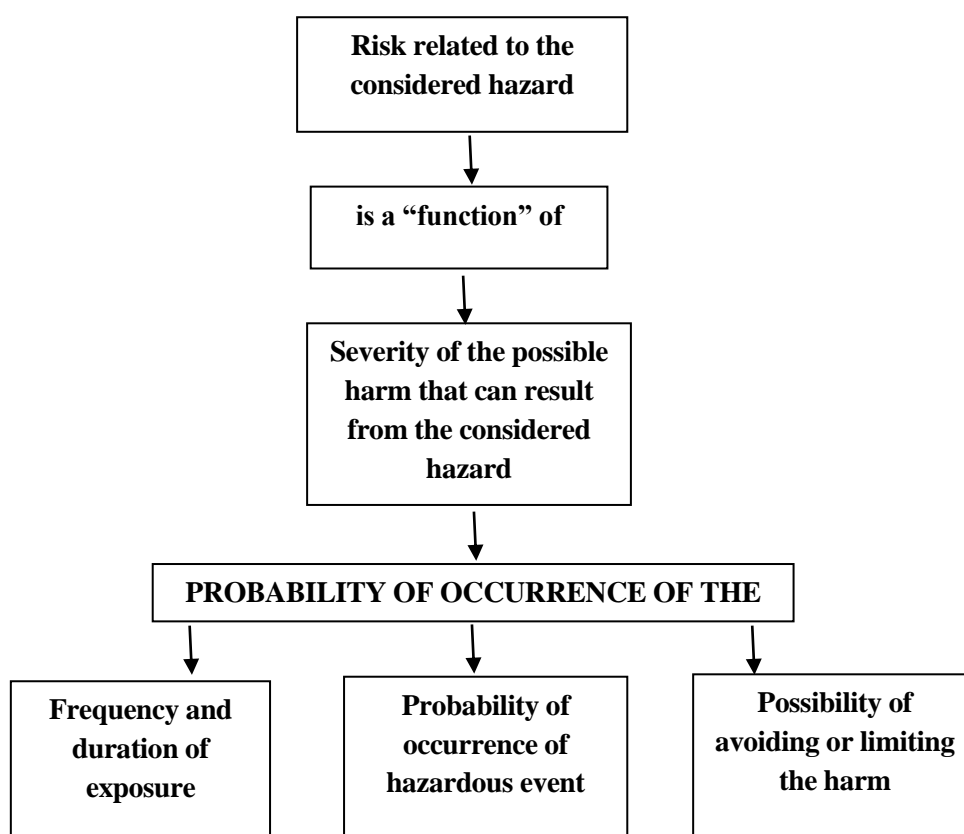 Risk related to the
considered hazard
is a “function” of
Severity of the possible
harm that can result
from the considered
hazard
PROBABILITY OF OCCURRENCE OF THE
Frequency and
duration of
exposure
Probability of
occurrence of
hazardous event
Possibility of
avoiding or limiting
the harm